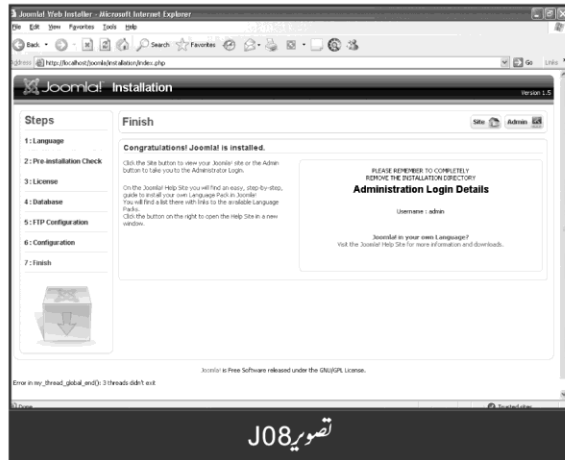 Joomla! Web Installer - Microsoft Internet Explorer
File Edit View Favorites Tools Help
Back Search Favorites
Address http://localhost/joomla/installation/index.php Go Links
Joomla! Installation
Version 1.5
Steps
1 : Language
2 : Pre-installation Check
3 : License
4 : Database
5 : FTP Configuration
6 : Configuration
7 : Finish
Finish
Site Admin
Congratulations! Joomla! is installed.
Click the Site button to view your Joomla! site or the Admin
button to take you to the Administrator Login.
On the Joomla! Help Site you will find an easy, step-by-step,
guide to install your own Language Pack in Joomla!
You will find a list there with links to the available Language
Packs.
Click the button on the right to open the Help Site in a new
window.
PLEASE REMEMBER TO COMPLETELY
REMOVE THE INSTALLATION DIRECTORY
Administration Login Details
Username : admin
Joomla! in your own Language?
Visit the Joomla! Help Site for more information and downloads.
Joomla! is Free Software released under the GNU/GPL License.
Error in my_thread_global_end(): 3 threads didn't exit
Done Trusted sites
تصویر J08